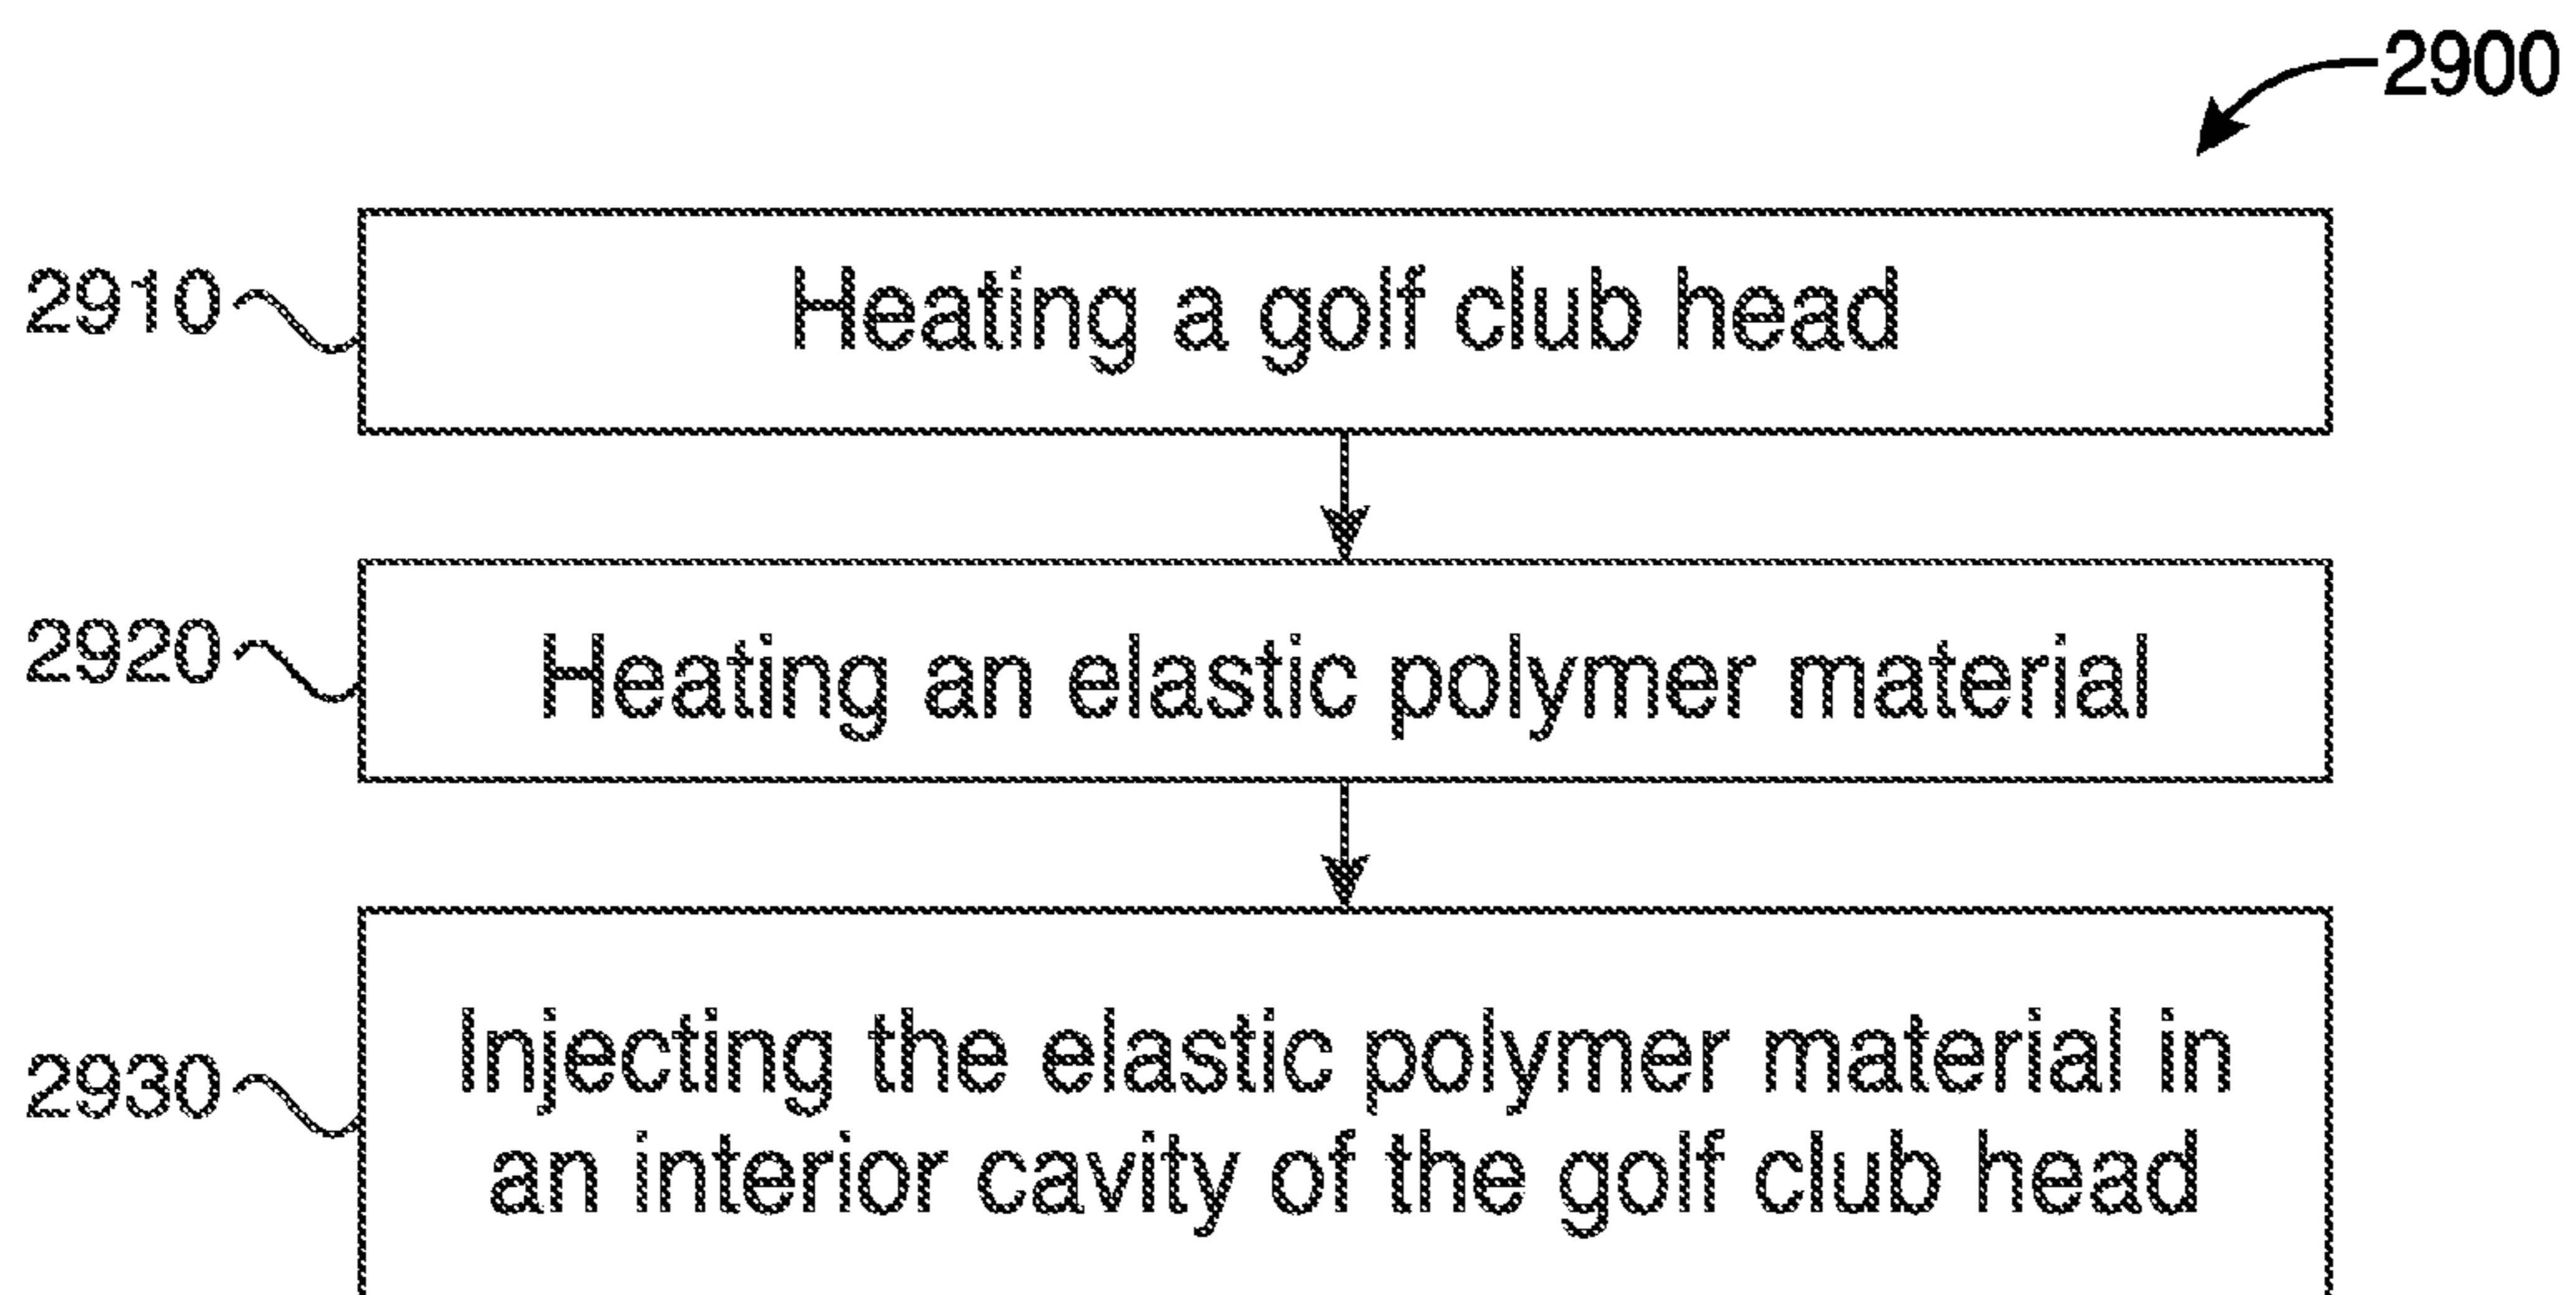 2900
2910
Heating a golf club head
2920
Heating an elastic polymer material
2930
Injecting the elastic polymer material in
an interior cavity of the golf club head